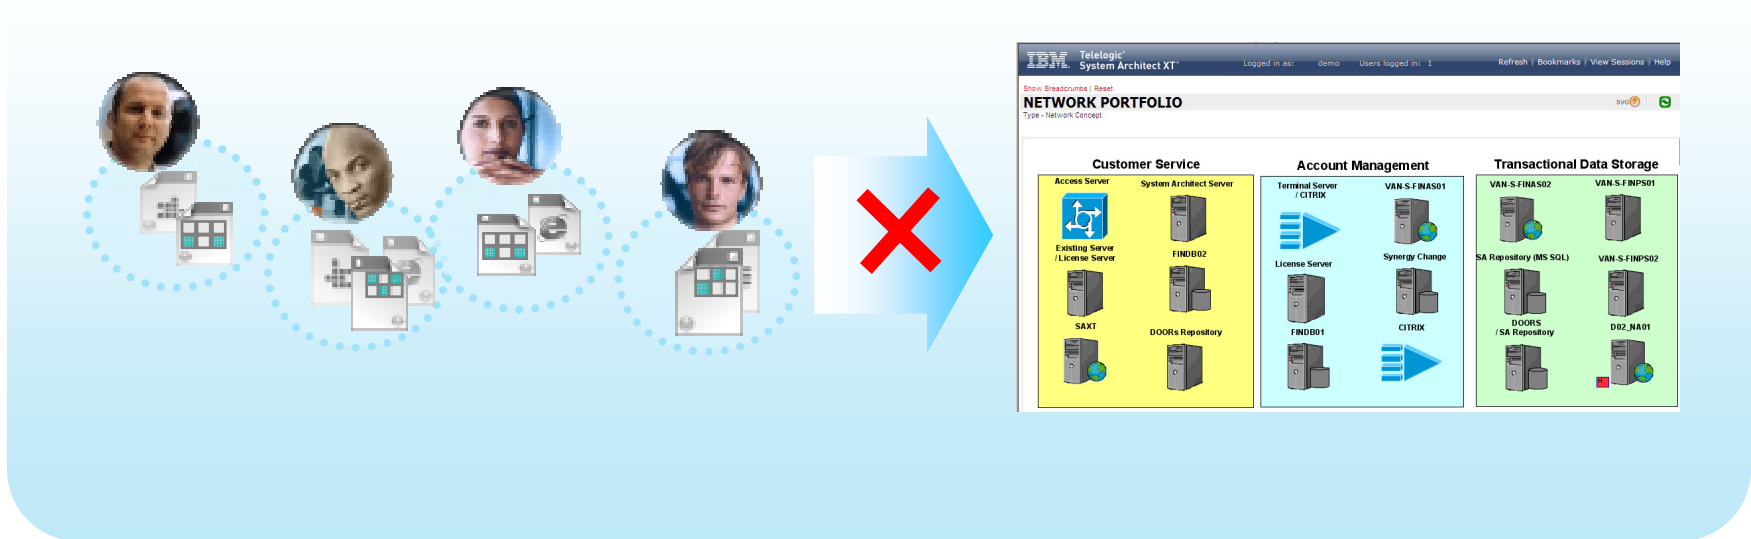 IBM
Telelogic
System Architect XT
Logged in as: demo Users logged in: 1
Refresh | Bookmarks | View Sessions | Help
Show Breadcrumbs | Reset
NETWORK PORTFOLIO
SVG ?
Type - Network Concept
Customer Service
Access Server
System Architect Server
Existing Server
/ License Server
FINDB02
SAXT
DOORs Repository
Account Management
Terminal Server
/ CITRIX
VAN-S-FINAS01
License Server
Synergy Change
FINDB01
CITRIX
Transactional Data Storage
VAN-S-FINAS02
VAN-S-FINPS01
SA Repository (MS SQL)
VAN-S-FINPS02
DOORS
/ SA Repository
D02_NA01
H